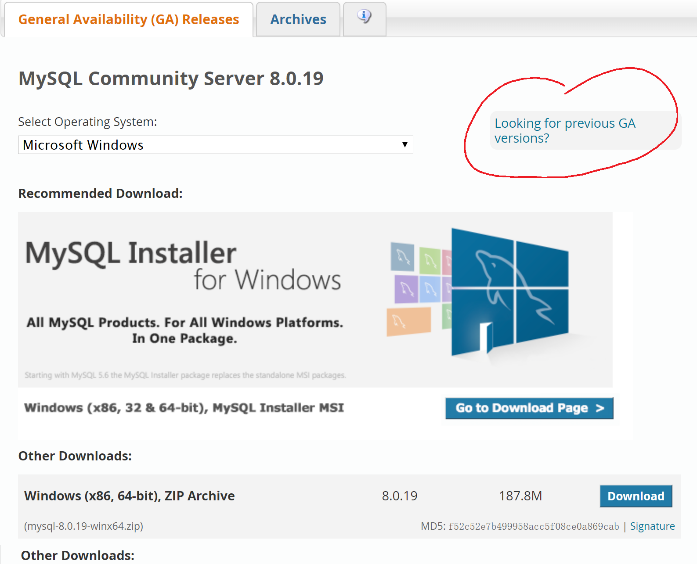 General Availability (GA) Releases
Archives
MySQL Community Server 8.0.19
Looking for previous GA
versions?
Select Operating System:
Microsoft Windows
Recommended Download:
MySQL Installer
for Windows
All MySQL Products. For All Windows Platforms.
In One Package.
Starting with MySQL 5.6 the MySQL Installer package replaces the standalone MSI packages.
Windows (x86, 32 & 64-bit), MySQL Installer MSI
Go to Download Page >
Other Downloads:
Windows (x86, 64-bit), ZIP Archive 8.0.19 187.8M Download
(mysql-8.0.19-winx64.zip) MD5: f52c52e7b499958acc5f08ce0a869cab | Signature
Other Downloads: